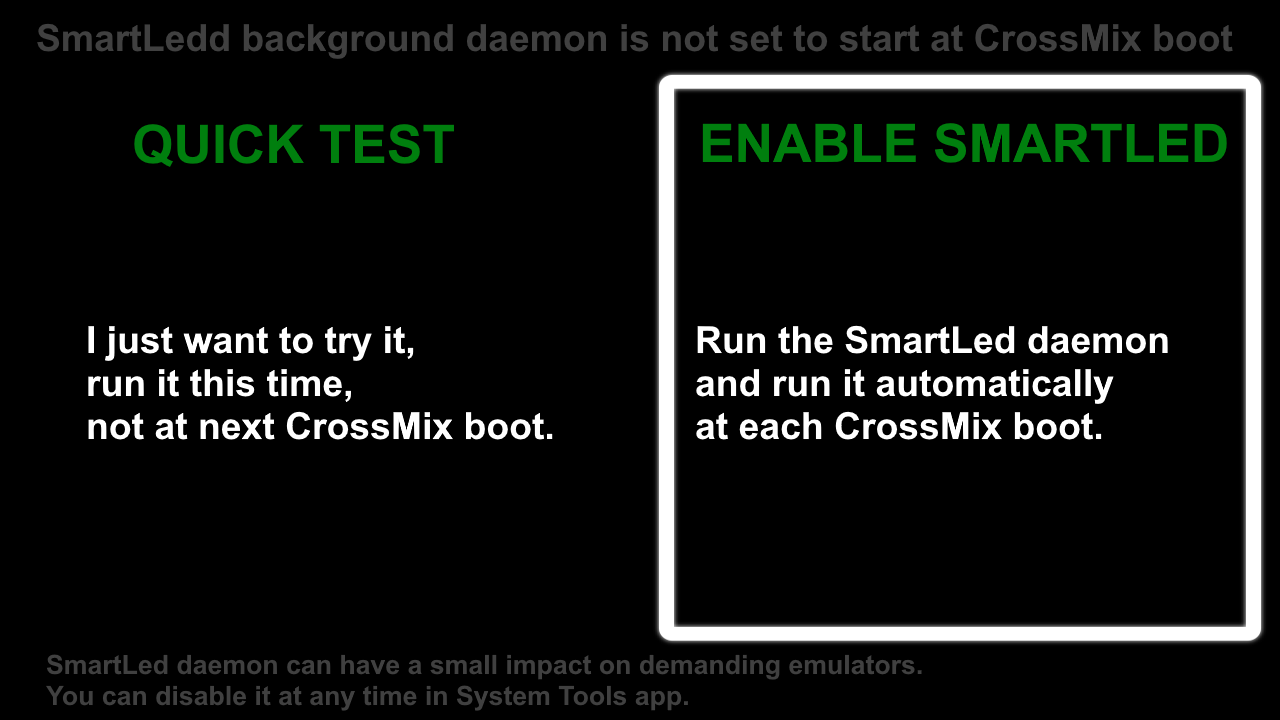 SmartLedd background daemon is not set to start at CrossMix boot
QUICK TEST
I just want to try it,
run it this time,
not at next CrossMix boot.
ENABLE SMARTLED
Run the SmartLed daemon
and run it automatically
at each CrossMix boot.
SmartLed daemon can have a small impact on demanding emulators.
You can disable it at any time in System Tools app.